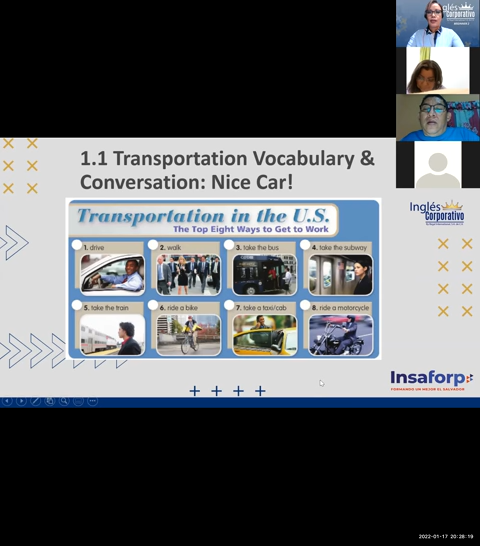 Inglés
Corporativo
1.1 Transportation Vocabulary &
Conversation: Nice Car!
Transportation in the U.S.
The Top Eight Ways to Get to Work
1. drive
2. walk
3. take the bus
4. take the subway
5. take the train
6. ride a bike
7. take a taxi/cab
8. ride a motorcycle
Inglés
Corporativo
Insaforp
FORMANDO UN MEJOR EL SALVADOR
2022-01-17 20:28:19